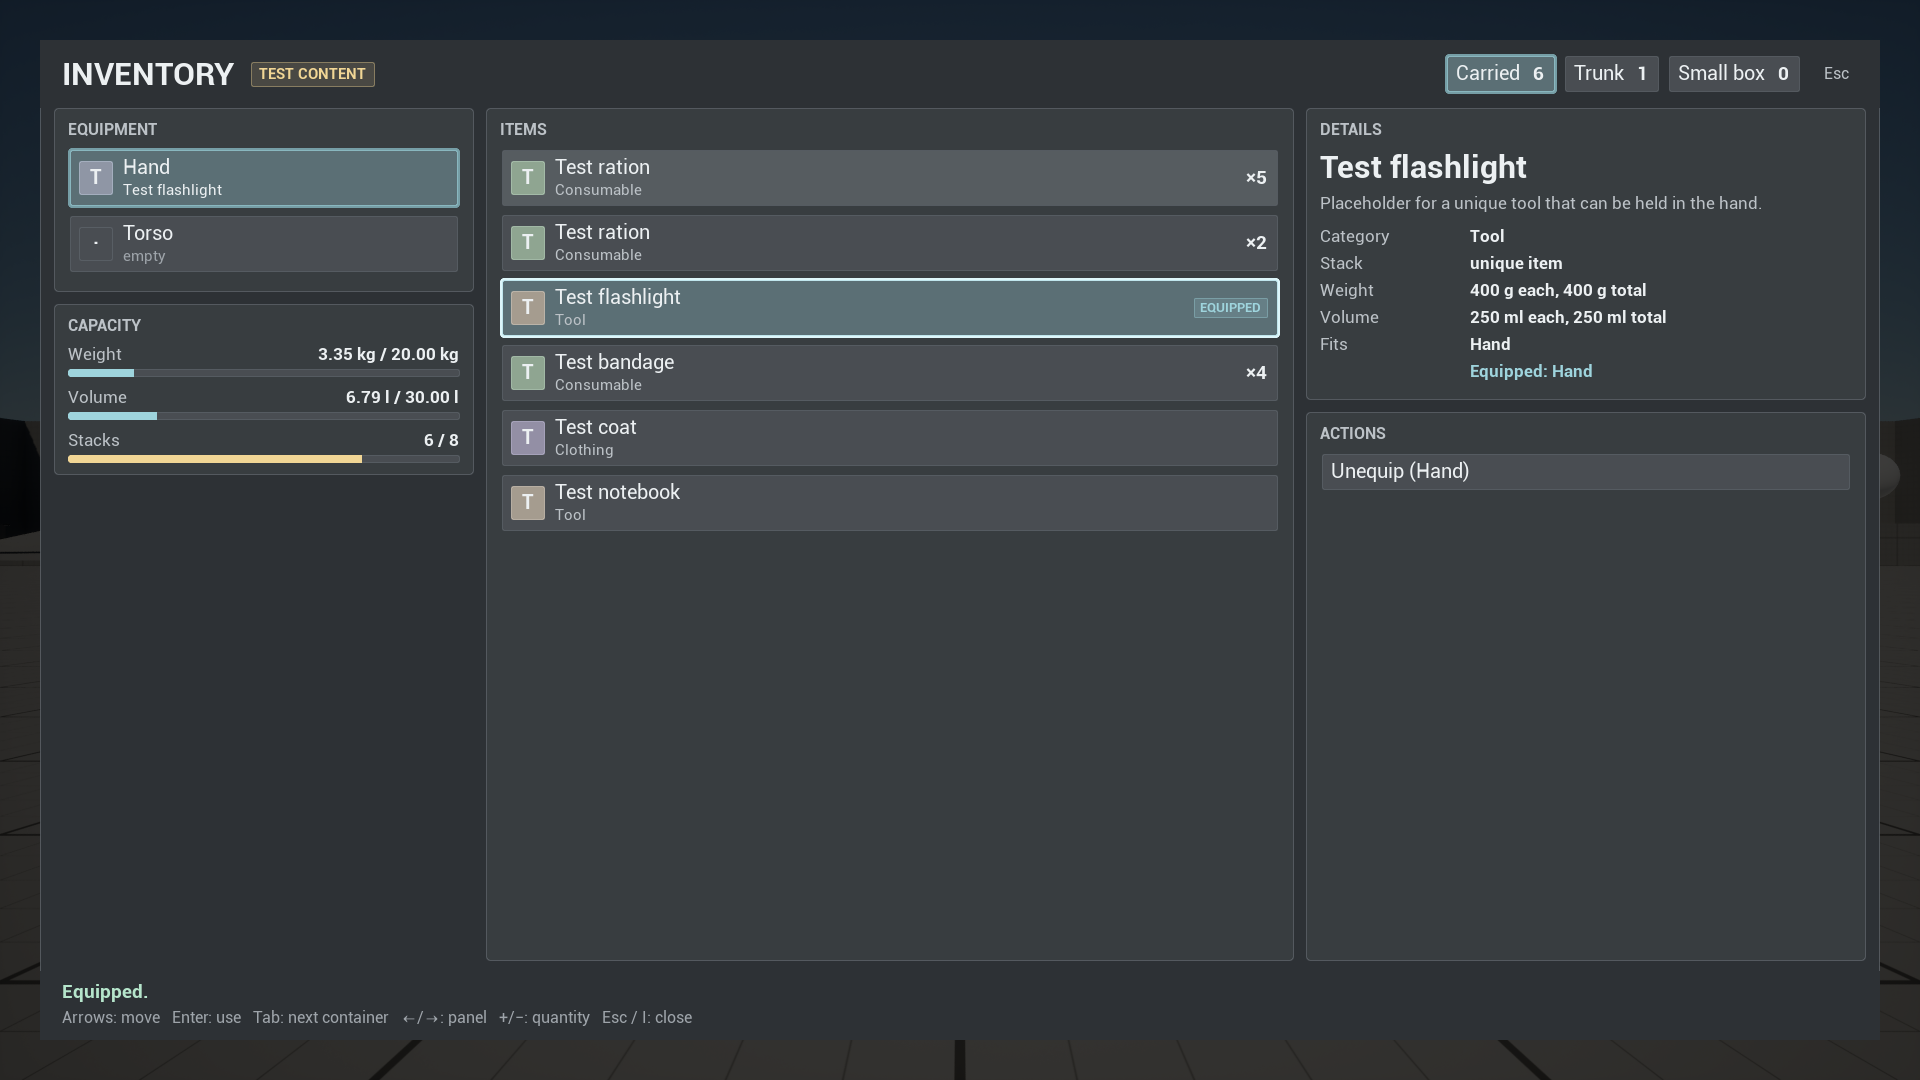 INVENTORY TEST CONTENT
Carried 6 Trunk 1 Small box 0 Esc
EQUIPMENT
T Hand
Test flashlight
· Torso
empty
CAPACITY
Weight 3.35 kg / 20.00 kg
Volume 6.79 l / 30.00 l
Stacks 6 / 8
ITEMS
T Test ration ×5
Consumable
T Test ration ×2
Consumable
T Test flashlight EQUIPPED
Tool
T Test bandage ×4
Consumable
T Test coat
Clothing
T Test notebook
Tool
DETAILS
Test flashlight
Placeholder for a unique tool that can be held in the hand.
Category Tool
Stack unique item
Weight 400 g each, 400 g total
Volume 250 ml each, 250 ml total
Fits Hand
Equipped: Hand
ACTIONS
Unequip (Hand)
Equipped.
Arrows: move Enter: use Tab: next container ←/→: panel +/−: quantity Esc / I: close